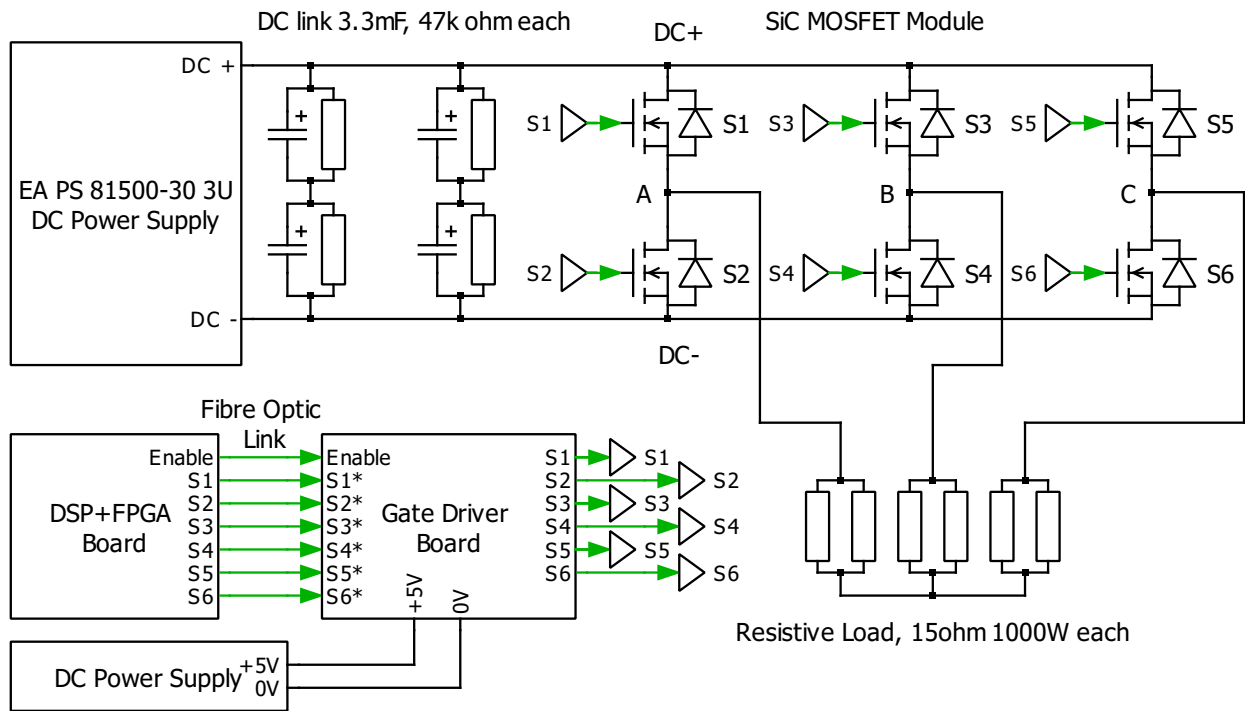 DC link 3.3mF, 47k ohm each
DC+
SiC MOSFET Module
DC +
EA PS 81500-30 3U
DC Power Supply
DC -
+
+
+
+
S1
S1
S3
S3
S5
S5
A
B
C
S2
S2
S4
S4
S6
S6
DC-
Fibre Optic
Link
DSP+FPGA
Board
Enable
S1
S2
S3
S4
S5
S6
Gate Driver
Board
Enable
S1*
S2*
S3*
S4*
S5*
S6*
+5V
0V
S1
S2
S3
S4
S5
S6
S1
S2
S3
S4
S5
S6
Resistive Load, 15ohm 1000W each
DC Power Supply
+5V
0V